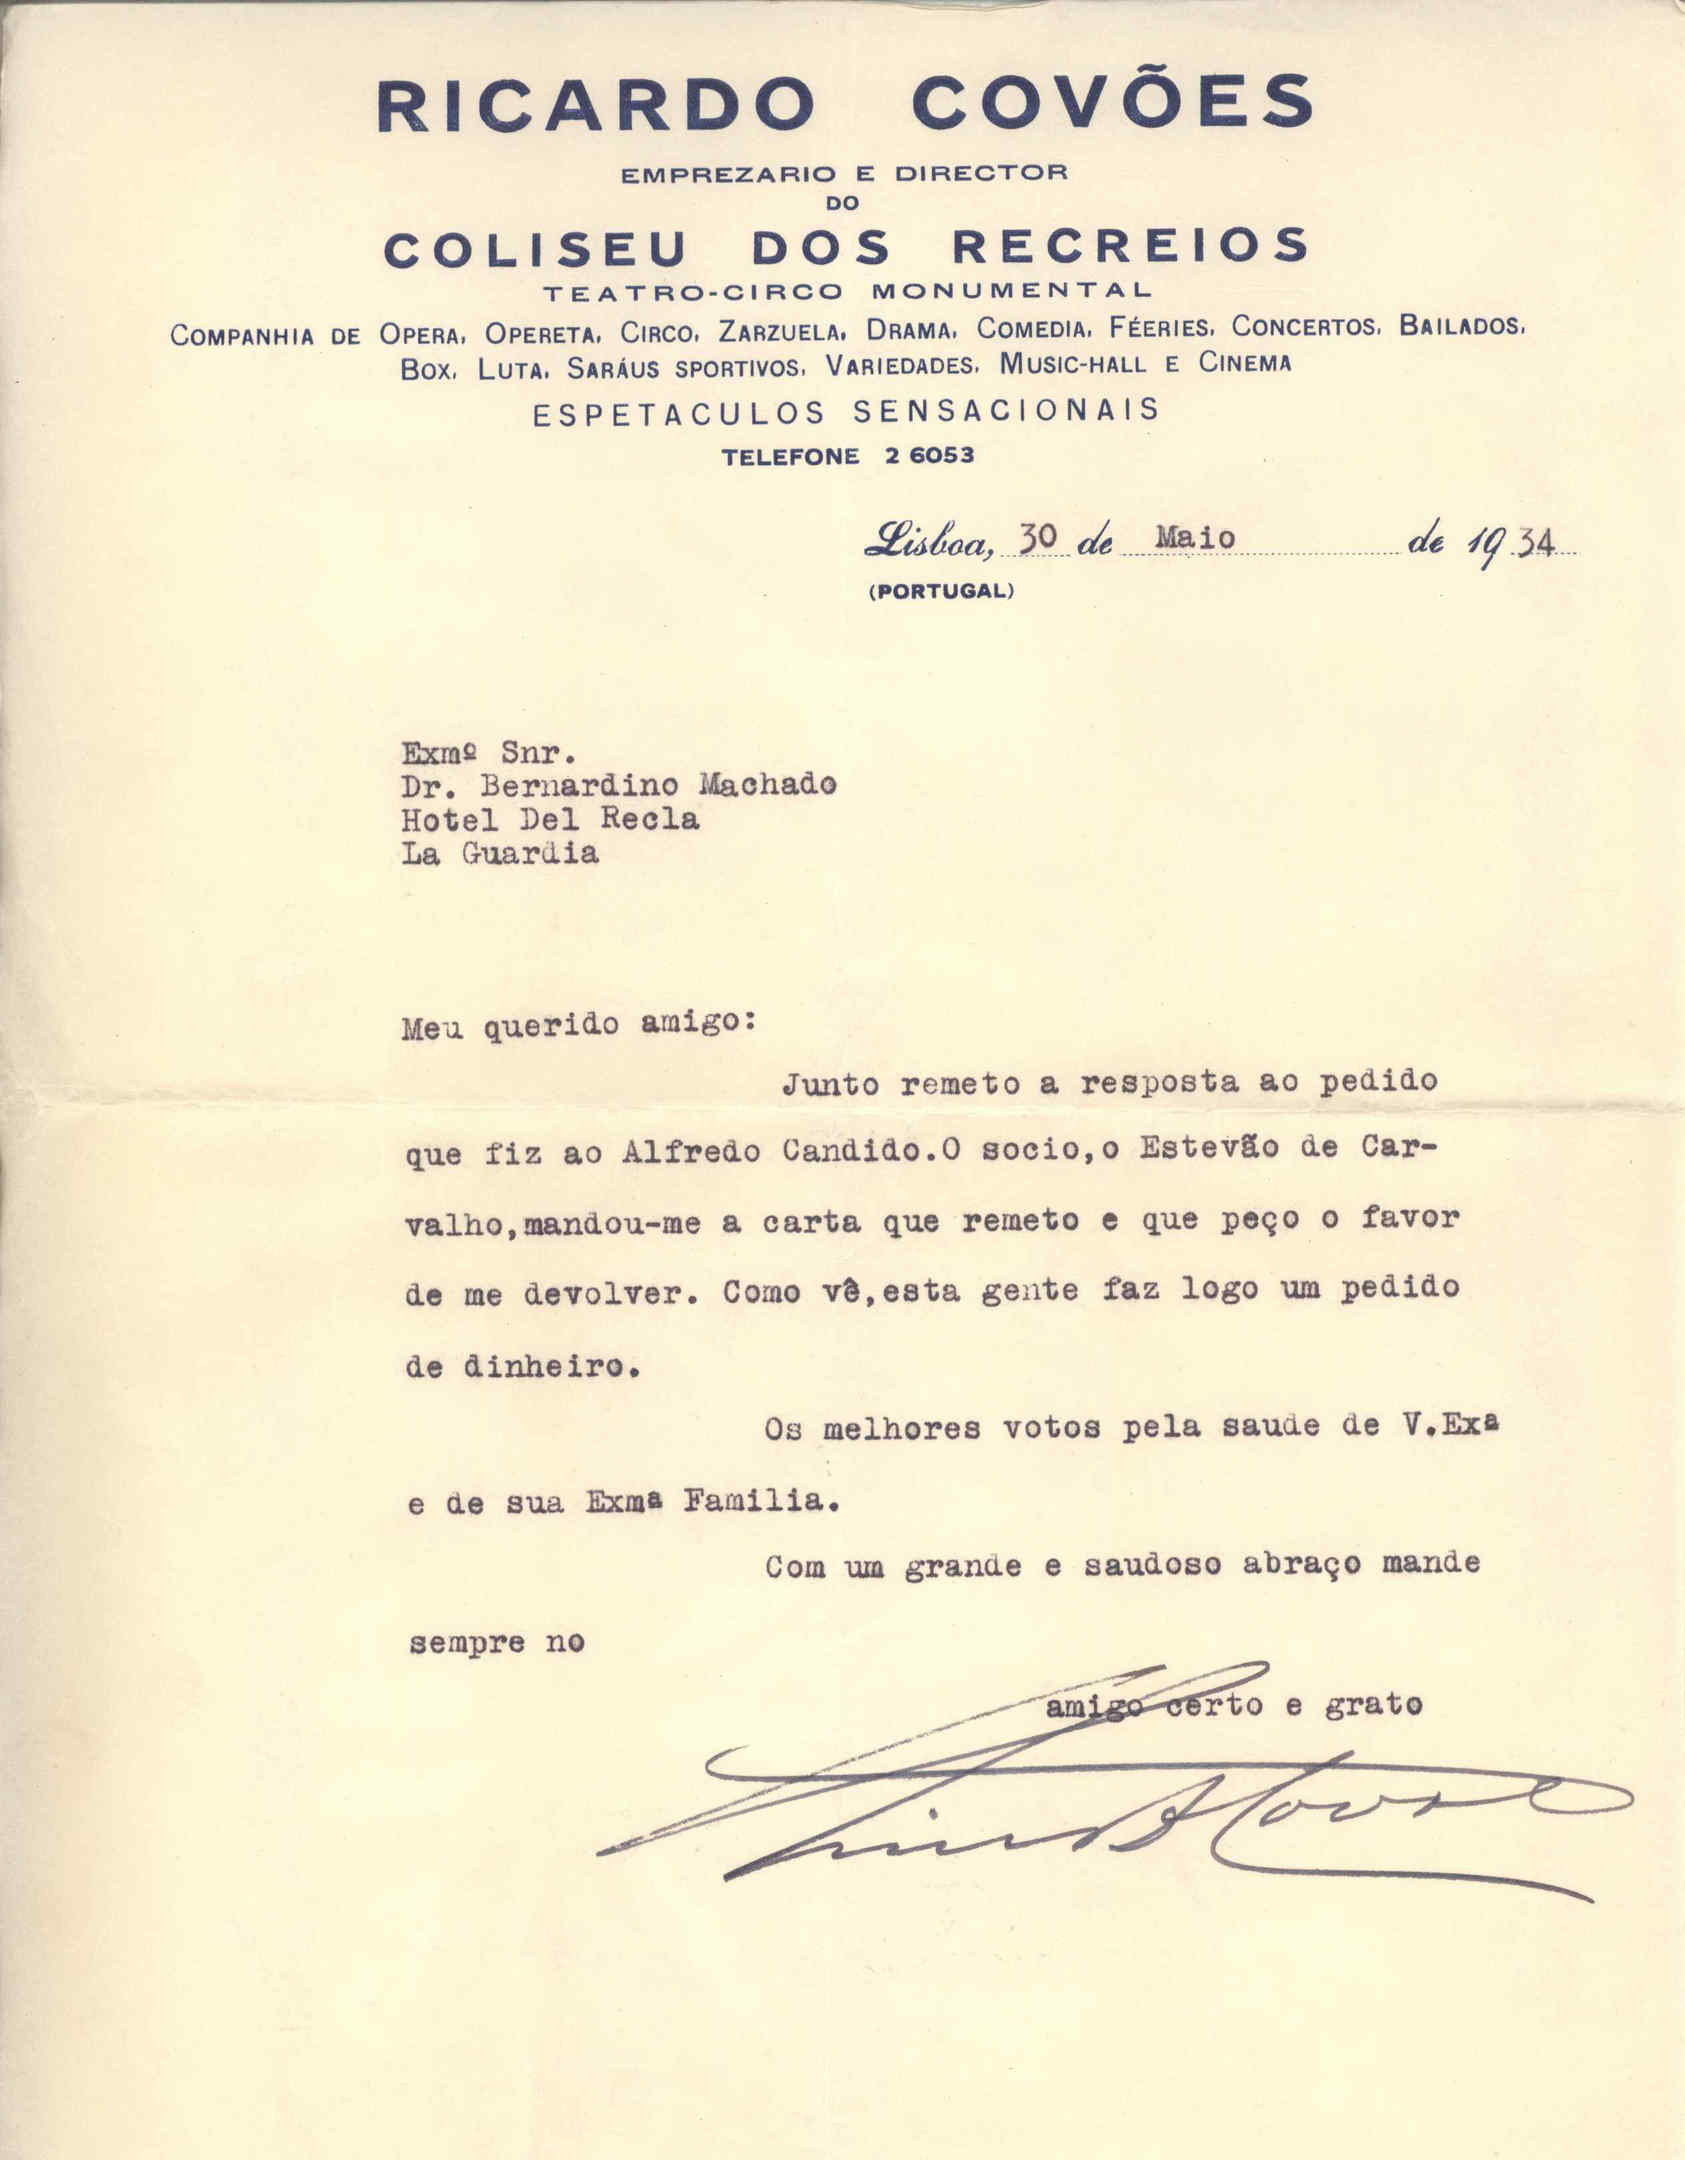 RICARDO COVÕES
EMPREZARIO E DIRECTOR
DO
COLISEU DOS RECREIOS
TEATRO-CIRCO MONUMENTAL
COMPANHIA DE OPERA, OPERETA, CIRCO, ZARZUELA, DRAMA, COMEDIA, FÉERIES, CONCERTOS, BAILADOS,
BOX, LUTA, SARÁUS SPORTIVOS, VARIEDADES, MUSIC-HALL E CINEMA
ESPETACULOS SENSACIONAIS
TELEFONE 2 6053
Lisboa, 30 de Maio de 1934
(PORTUGAL)
Exmº Snr.
Dr. Bernardino Machado
Hotel Del Recla
La Guardia
Meu querido amigo:
Junto remeto a resposta ao pedido
que fiz ao Alfredo Candido.O socio,o Estevão de Car-
valho,mandou-me a carta que remeto e que peço o favor
de me devolver. Como vê,esta gente faz logo um pedido
de dinheiro.
Os melhores votos pela saude de V.Exª
e de sua Exmª Familia.
Com um grande e saudoso abraço mande
sempre no
amigo certo e grato